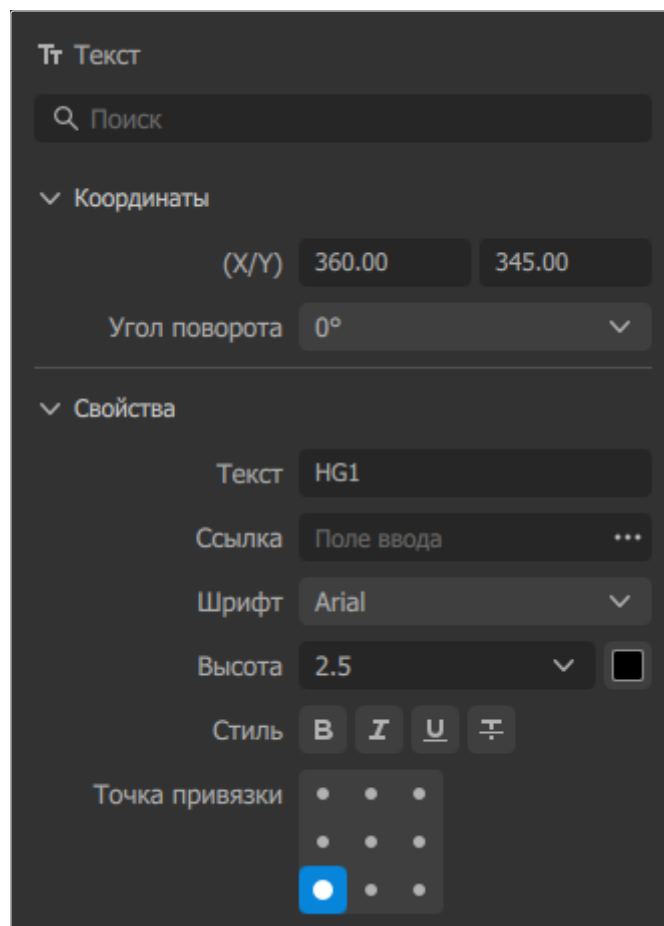 Тт Текст
Поиск
Координаты
(X/Y) 360.00 345.00
Угол поворота 0°
Свойства
Текст HG1
Ссылка Поле ввода ...
Шрифт Arial
Высота 2.5
Стиль B I U T
Точка привязки